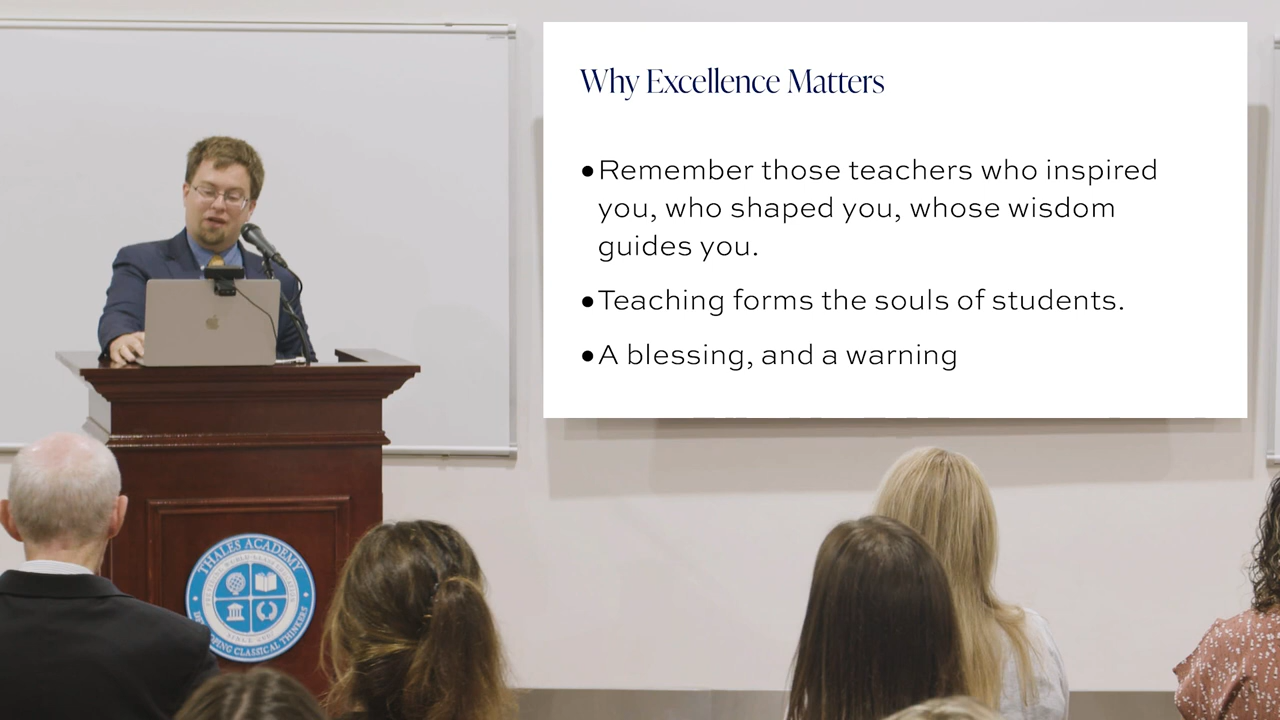 Why Excellence Matters
●Remember those teachers who inspired
you, who shaped you, whose wisdom
guides you.
●Teaching forms the souls of students.
●A blessing, and a warning
THALES ACADEMY
DEVELOPING CLASSICAL THINKERS